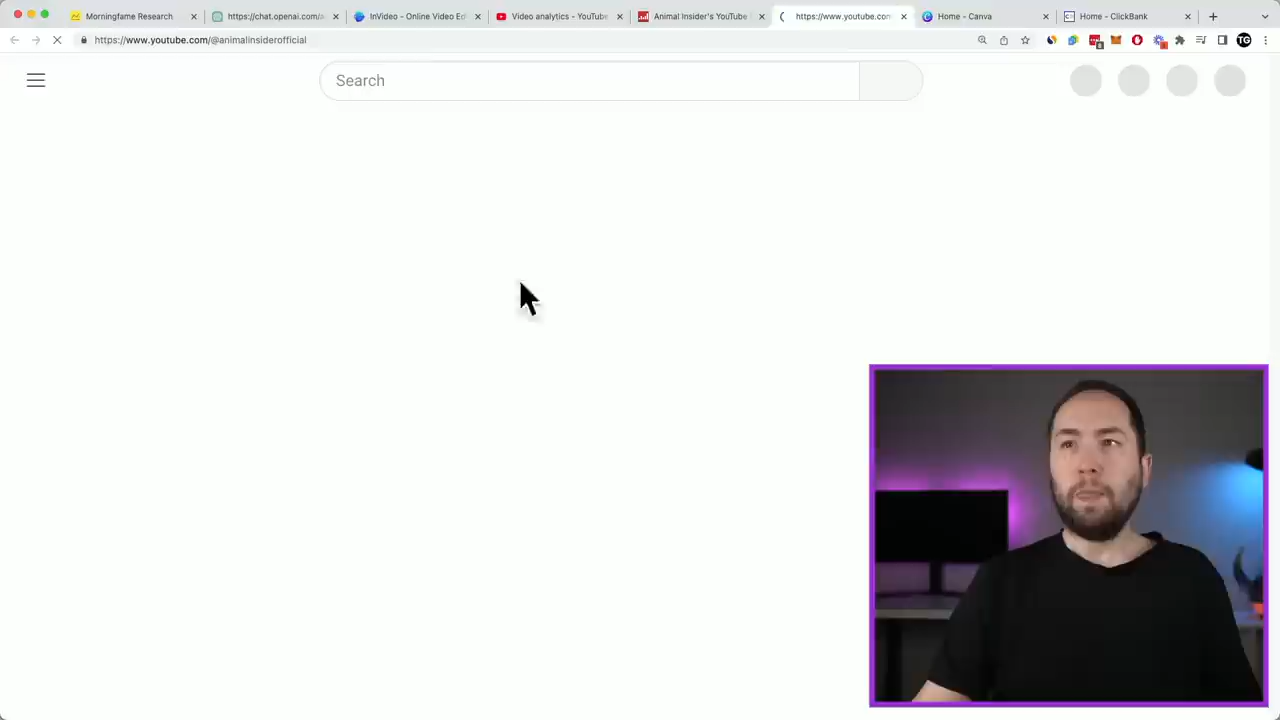 Morningfame Research
https://chat.openai.com/
InVideo - Online Video Ed
Video analytics - YouTube
Animal Insider's YouTube
https://www.youtube.com
Home - Canva
Home - ClickBank
https://www.youtube.com/@animalinsiderofficial
TG
Search